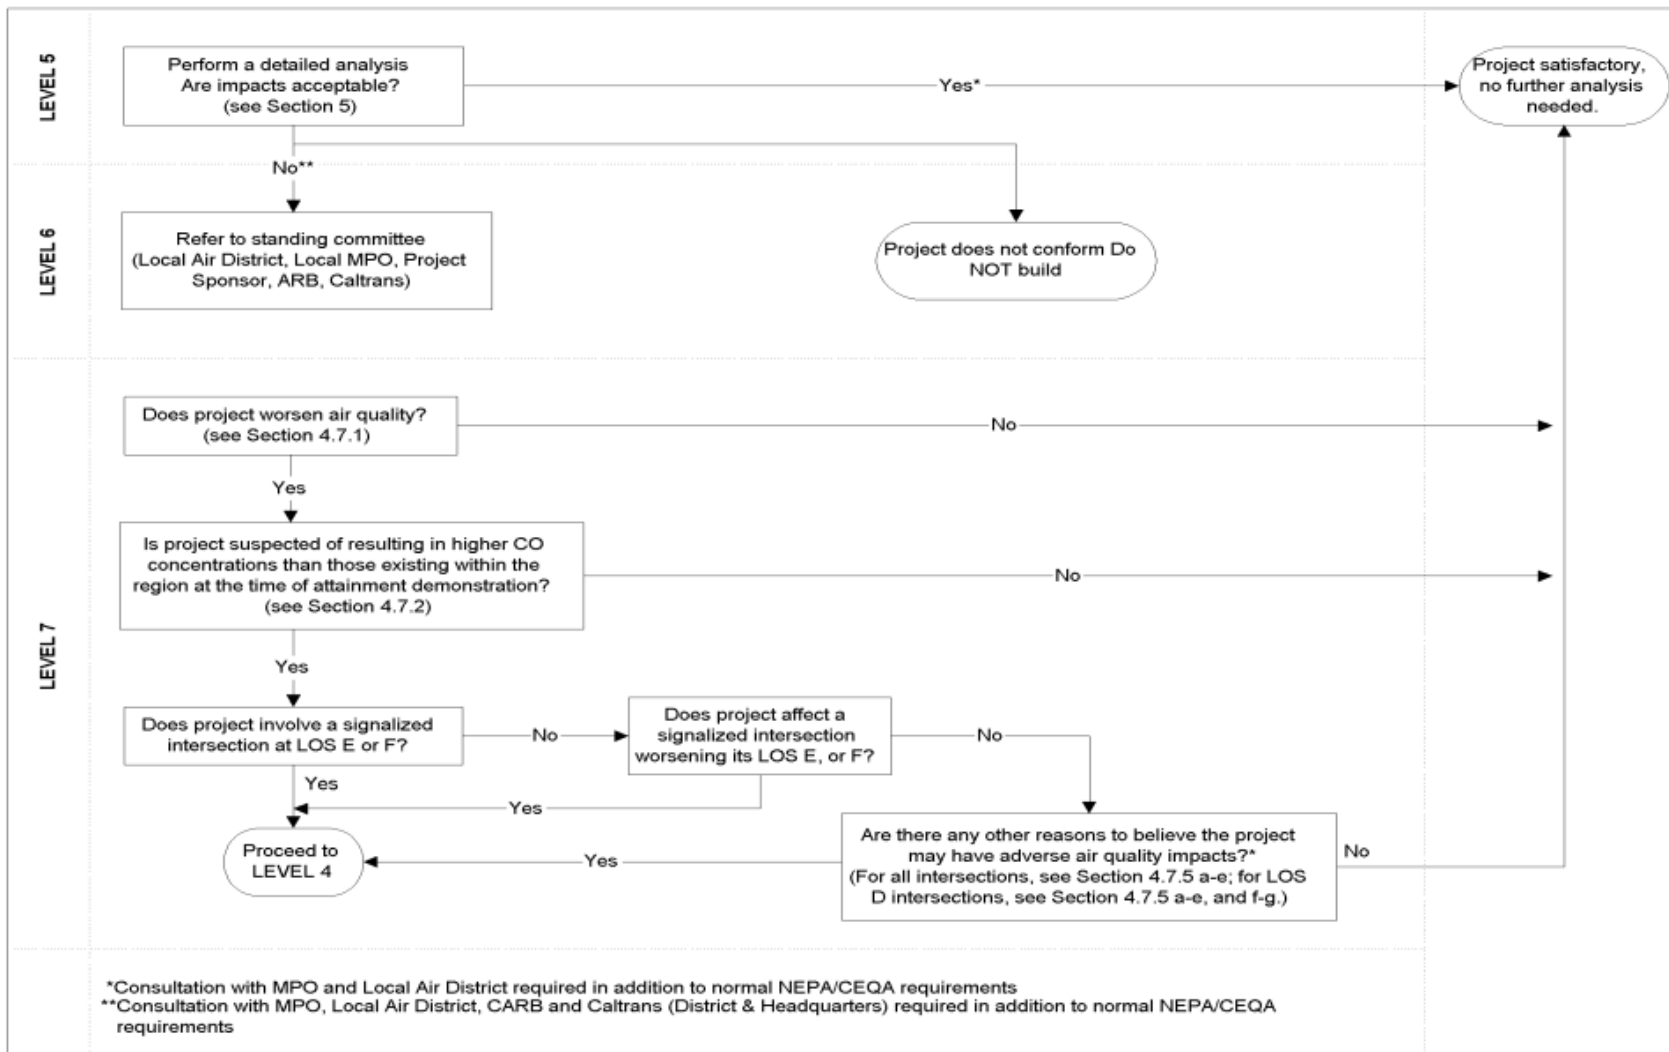 LEVEL 5
Perform a detailed analysis
Are impacts acceptable?
(see Section 5)
Yes*
Project satisfactory,
no further analysis
needed.
No**
LEVEL 6
Refer to standing committee
(Local Air District, Local MPO, Project
Sponsor, ARB, Caltrans)
Project does not conform Do
NOT build
LEVEL 7
Does project worsen air quality?
(see Section 4.7.1)
No
Yes
Is project suspected of resulting in higher CO
concentrations than those existing within the
region at the time of attainment demonstration?
(see Section 4.7.2)
No
Yes
Does project involve a signalized
intersection at LOS E or F?
No
Does project affect a
signalized intersection
worsening its LOS E, or F?
No
Yes
Yes
Proceed to
LEVEL 4
Yes
Are there any other reasons to believe the project
may have adverse air quality impacts?*
(For all intersections, see Section 4.7.5 a-e; for LOS
D intersections, see Section 4.7.5 a-e, and f-g.)
No
*Consultation with MPO and Local Air District required in addition to normal NEPA/CEQA requirements
**Consultation with MPO, Local Air District, CARB and Caltrans (District & Headquarters) required in addition to normal NEPA/CEQA
requirements